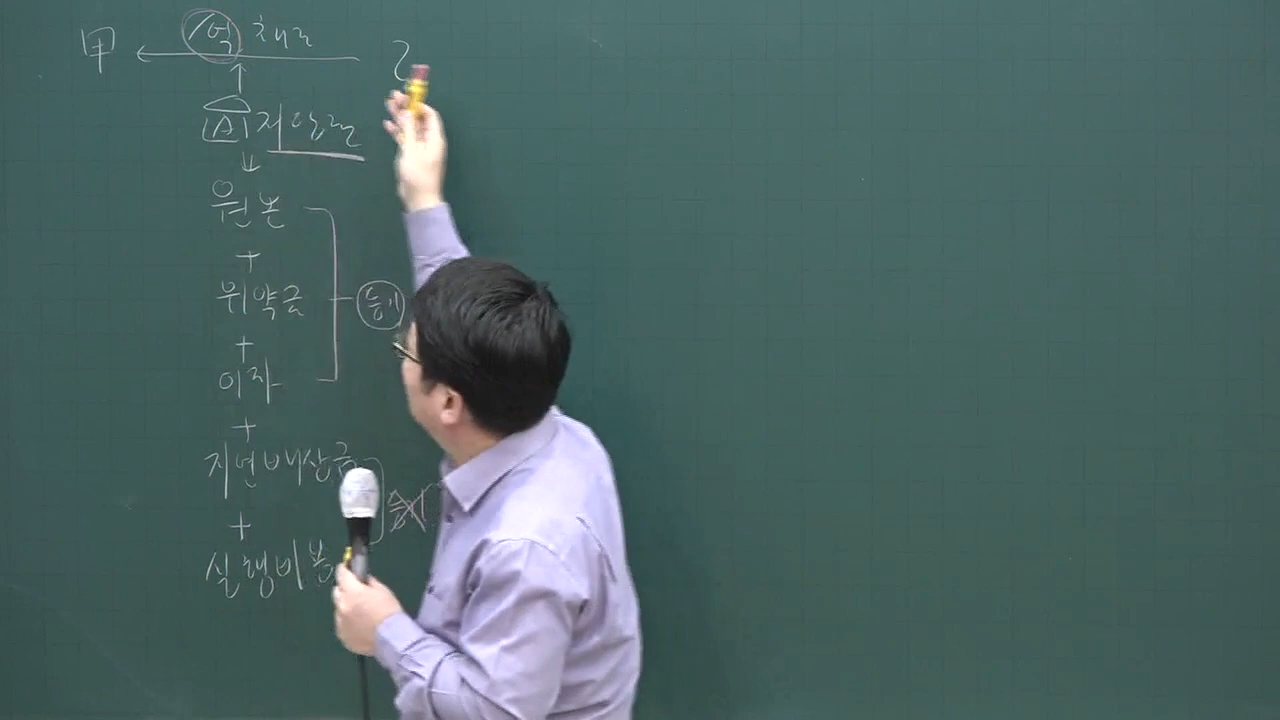 甲 ← 1억 채권 乙
저당권
원본
+
위약금 등기
+
이자
+
지연배상금
+
실행비용